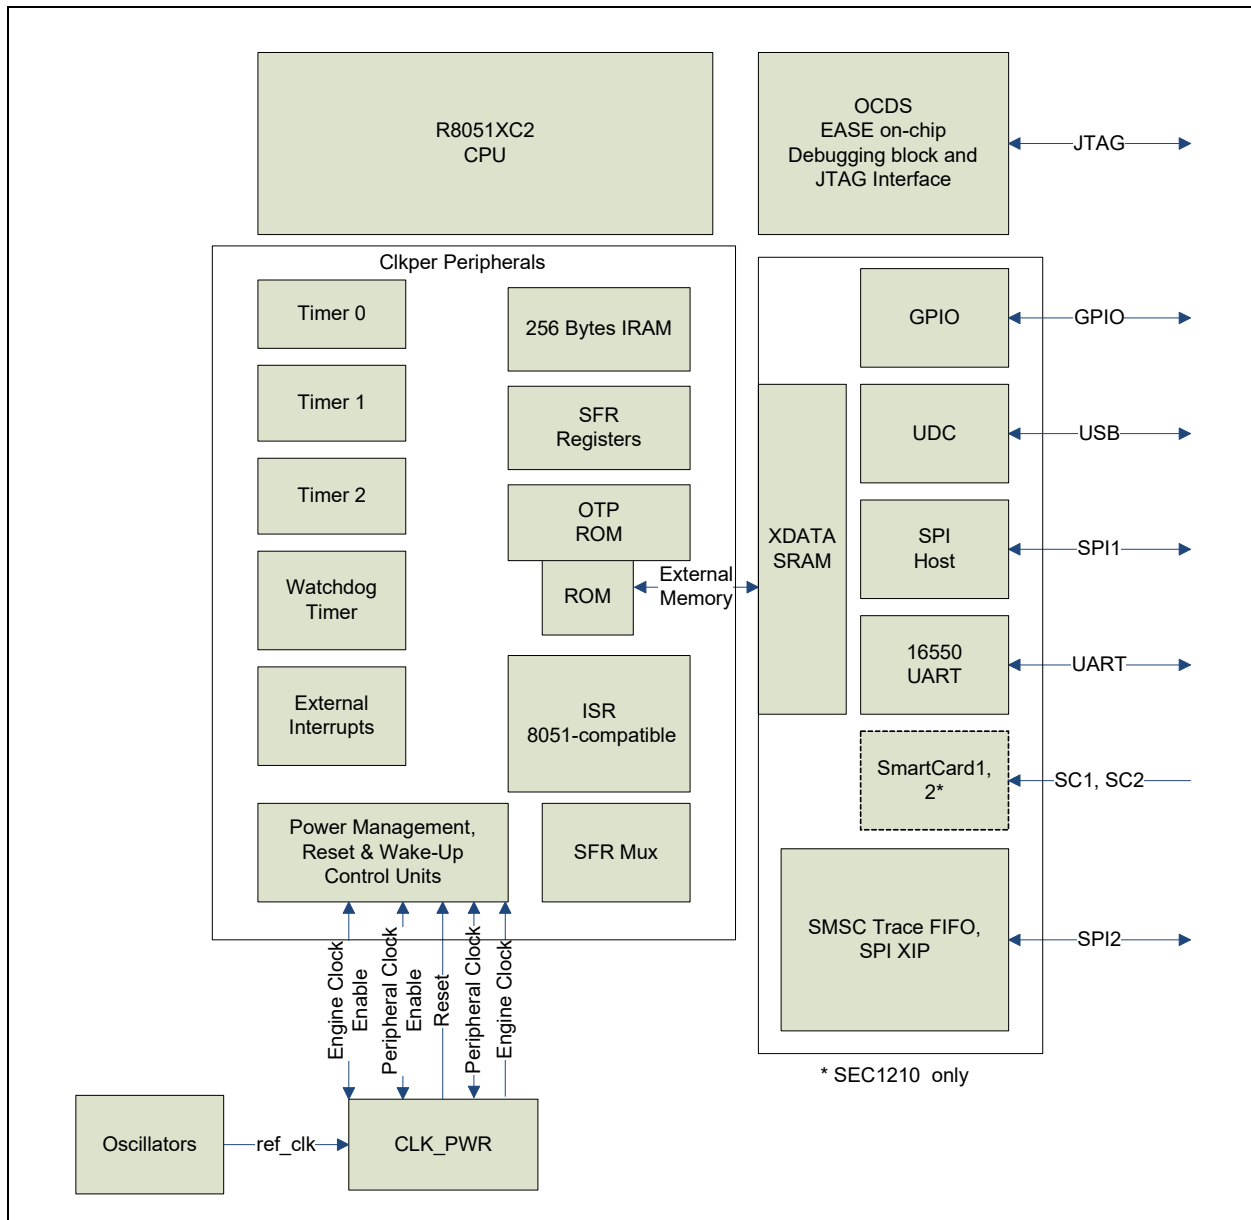 R8051XC2
CPU
OCDS
EASE on-chip
Debugging block and
JTAG Interface
JTAG
Clkper Peripherals
Timer 0
Timer 1
Timer 2
Watchdog
Timer
External
Interrupts
Power Management,
Reset & Wake-Up
Control Units
256 Bytes IRAM
SFR
Registers
OTP
ROM
ROM
External
Memory
ISR
8051-compatible
SFR Mux
XDATA
SRAM
GPIO
GPIO
UDC
USB
SPI
Host
SPI1
16550
UART
UART
SmartCard1,
2*
SC1, SC2
SMSC Trace FIFO,
SPI XIP
SPI2
* SEC1210 only
Engine Clock
Enable
Peripheral Clock
Enable
Reset
Peripheral Clock
Engine Clock
Oscillators
ref_clk
CLK_PWR